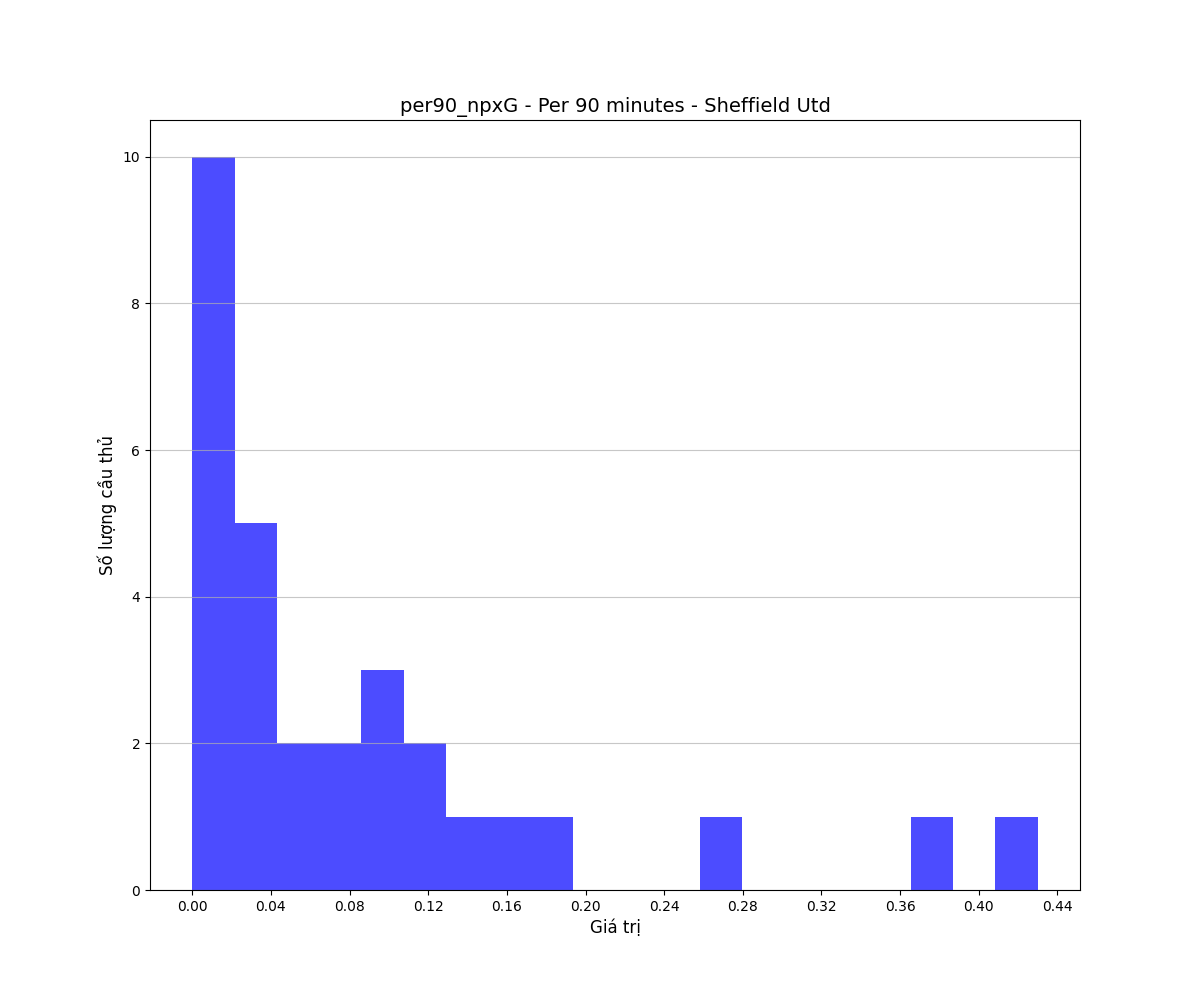 per90_npxG - Per 90 minutes - Sheffield Utd
10
8
6
4
2
0
Số lượng cầu thủ
0.00 0.04 0.08 0.12 0.16 0.20 0.24 0.28 0.32 0.36 0.40 0.44
Giá trị